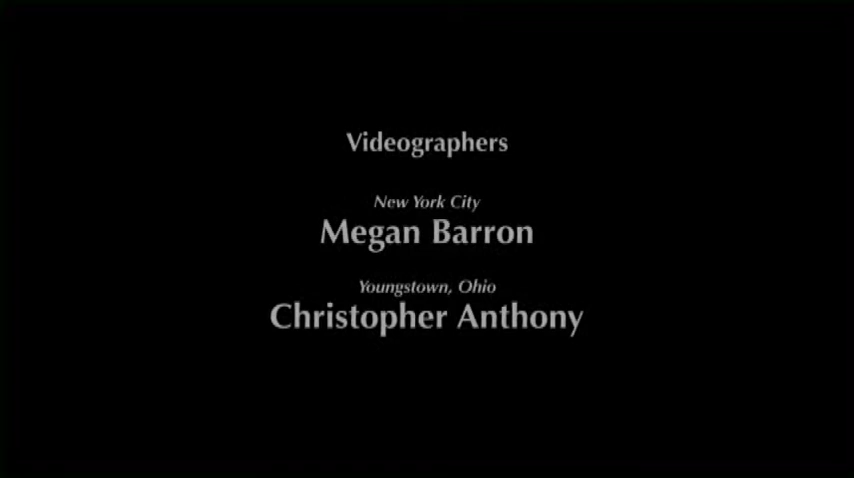 Videographers
New York City
Megan Barron
Youngstown, Ohio
Christopher Anthony